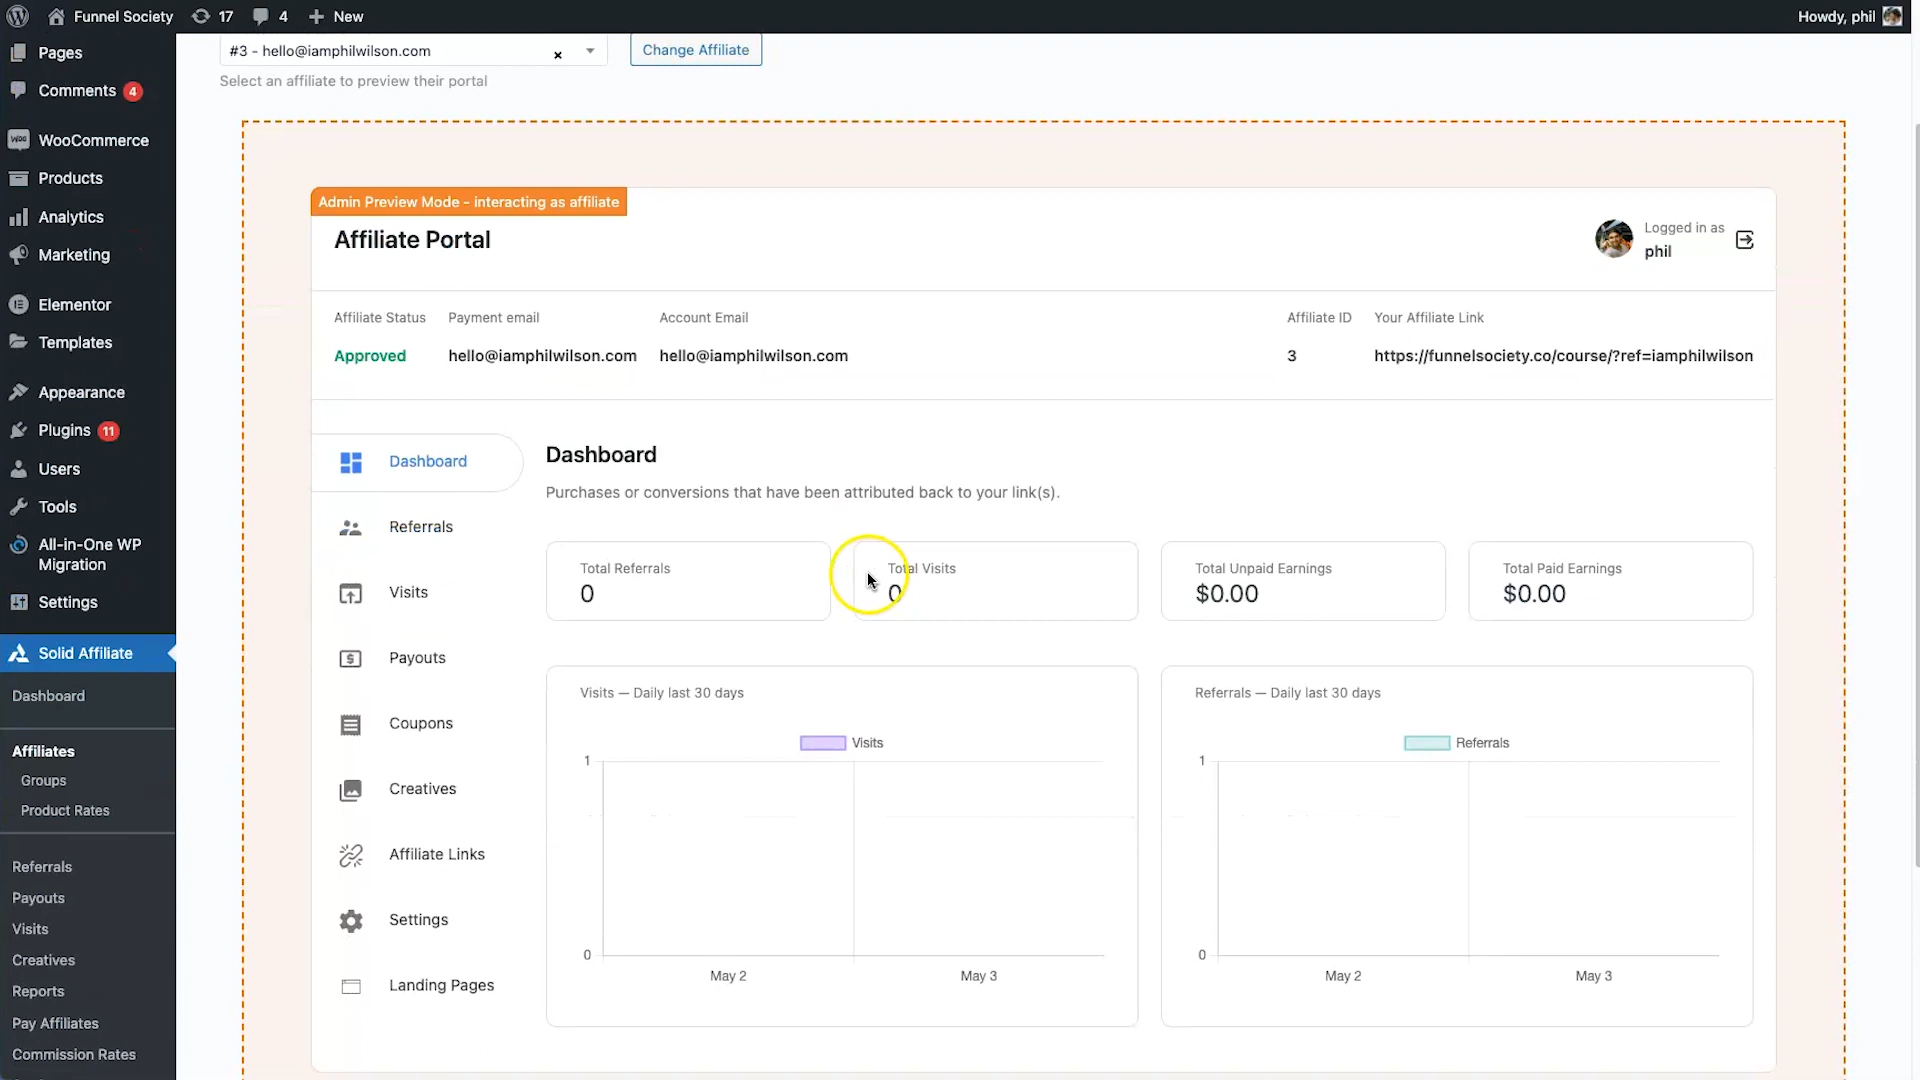 Funnel Society
17
4
New
Howdy, phil
Pages
Comments 4
WooCommerce
Products
Analytics
Marketing
Elementor
Templates
Appearance
Plugins 11
Users
Tools
All-in-One WP
Migration
Settings
Solid Affiliate
Dashboard
Affiliates
Groups
Product Rates
Referrals
Payouts
Visits
Creatives
Reports
Pay Affiliates
Commission Rates
#3 - hello@iamphilwilson.com
Change Affiliate
Select an affiliate to preview their portal
Admin Preview Mode - interacting as affiliate
Affiliate Portal
Logged in as
phil
Affiliate Status
Payment email
Account Email
Affiliate ID
Your Affiliate Link
Approved
hello@iamphilwilson.com
hello@iamphilwilson.com
3
https://funnelsociety.co/course/?ref=iamphilwilson
Dashboard
Referrals
Visits
Payouts
Coupons
Creatives
Affiliate Links
Settings
Landing Pages
Dashboard
Purchases or conversions that have been attributed back to your link(s).
Total Referrals
0
Total Visits
0
Total Unpaid Earnings
$0.00
Total Paid Earnings
$0.00
Visits — Daily last 30 days
Visits
1
0
May 2
May 3
Referrals — Daily last 30 days
Referrals
1
0
May 2
May 3